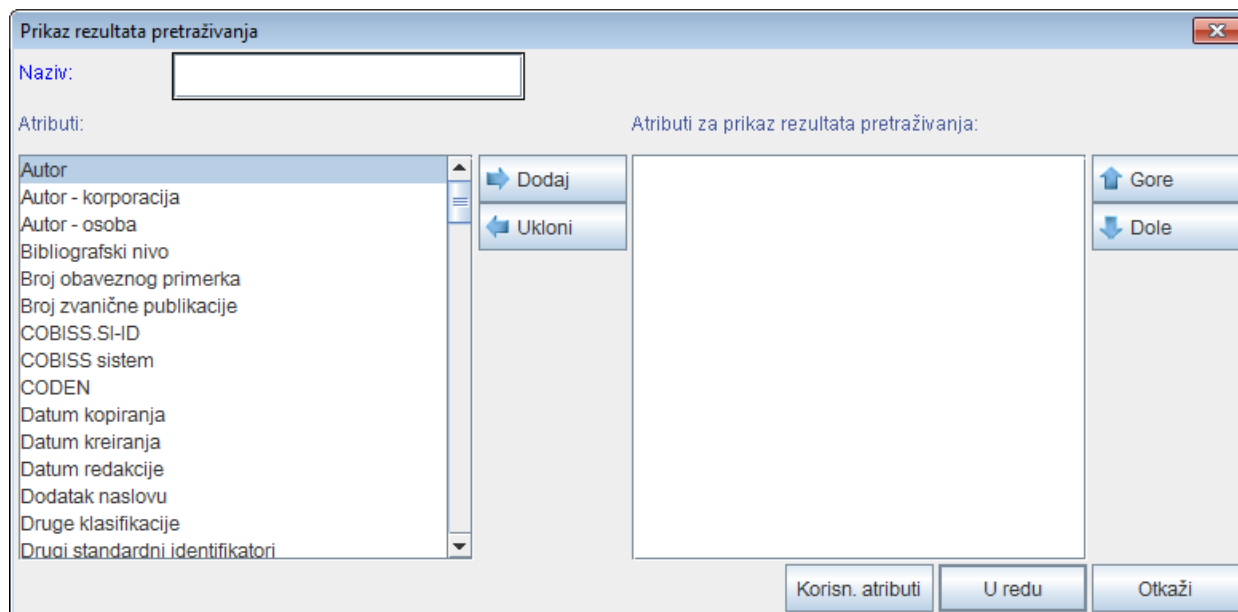 Prikaz rezultata pretraživanja
Naziv:
Atributi:
Atributi za prikaz rezultata pretraživanja:
Autor
Autor - korporacija
Autor - osoba
Bibliografski nivo
Broj obaveznog primerka
Broj zvanične publikacije
COBISS.SI-ID
COBISS sistem
CODEN
Datum kopiranja
Datum kreiranja
Datum redakcije
Dodatak naslovu
Druge klasifikacije
Drugi standardni identifikatori
Dodaj
Ukloni
Gore
Dole
Korisn. atributi
U redu
Otkaži